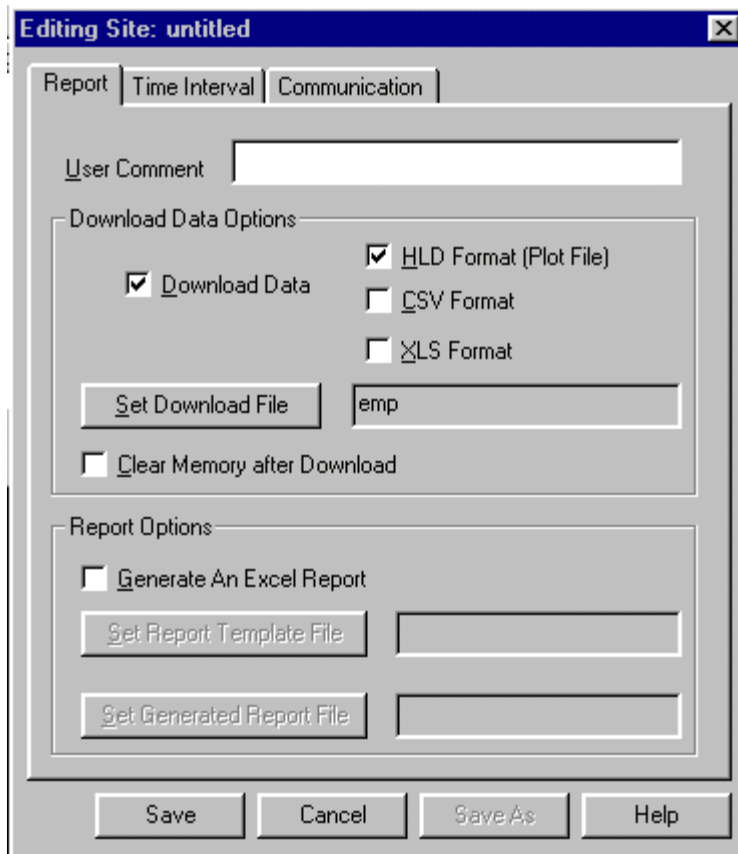 Editing Site: untitled
Report Time Interval Communication
User Comment
Download Data Options
HLD Format (Plot File)
Download Data
CSV Format
XLS Format
Set Download File emp
Clear Memory after Download
Report Options
Generate An Excel Report
Set Report Template File
Set Generated Report File
Save Cancel Save As Help